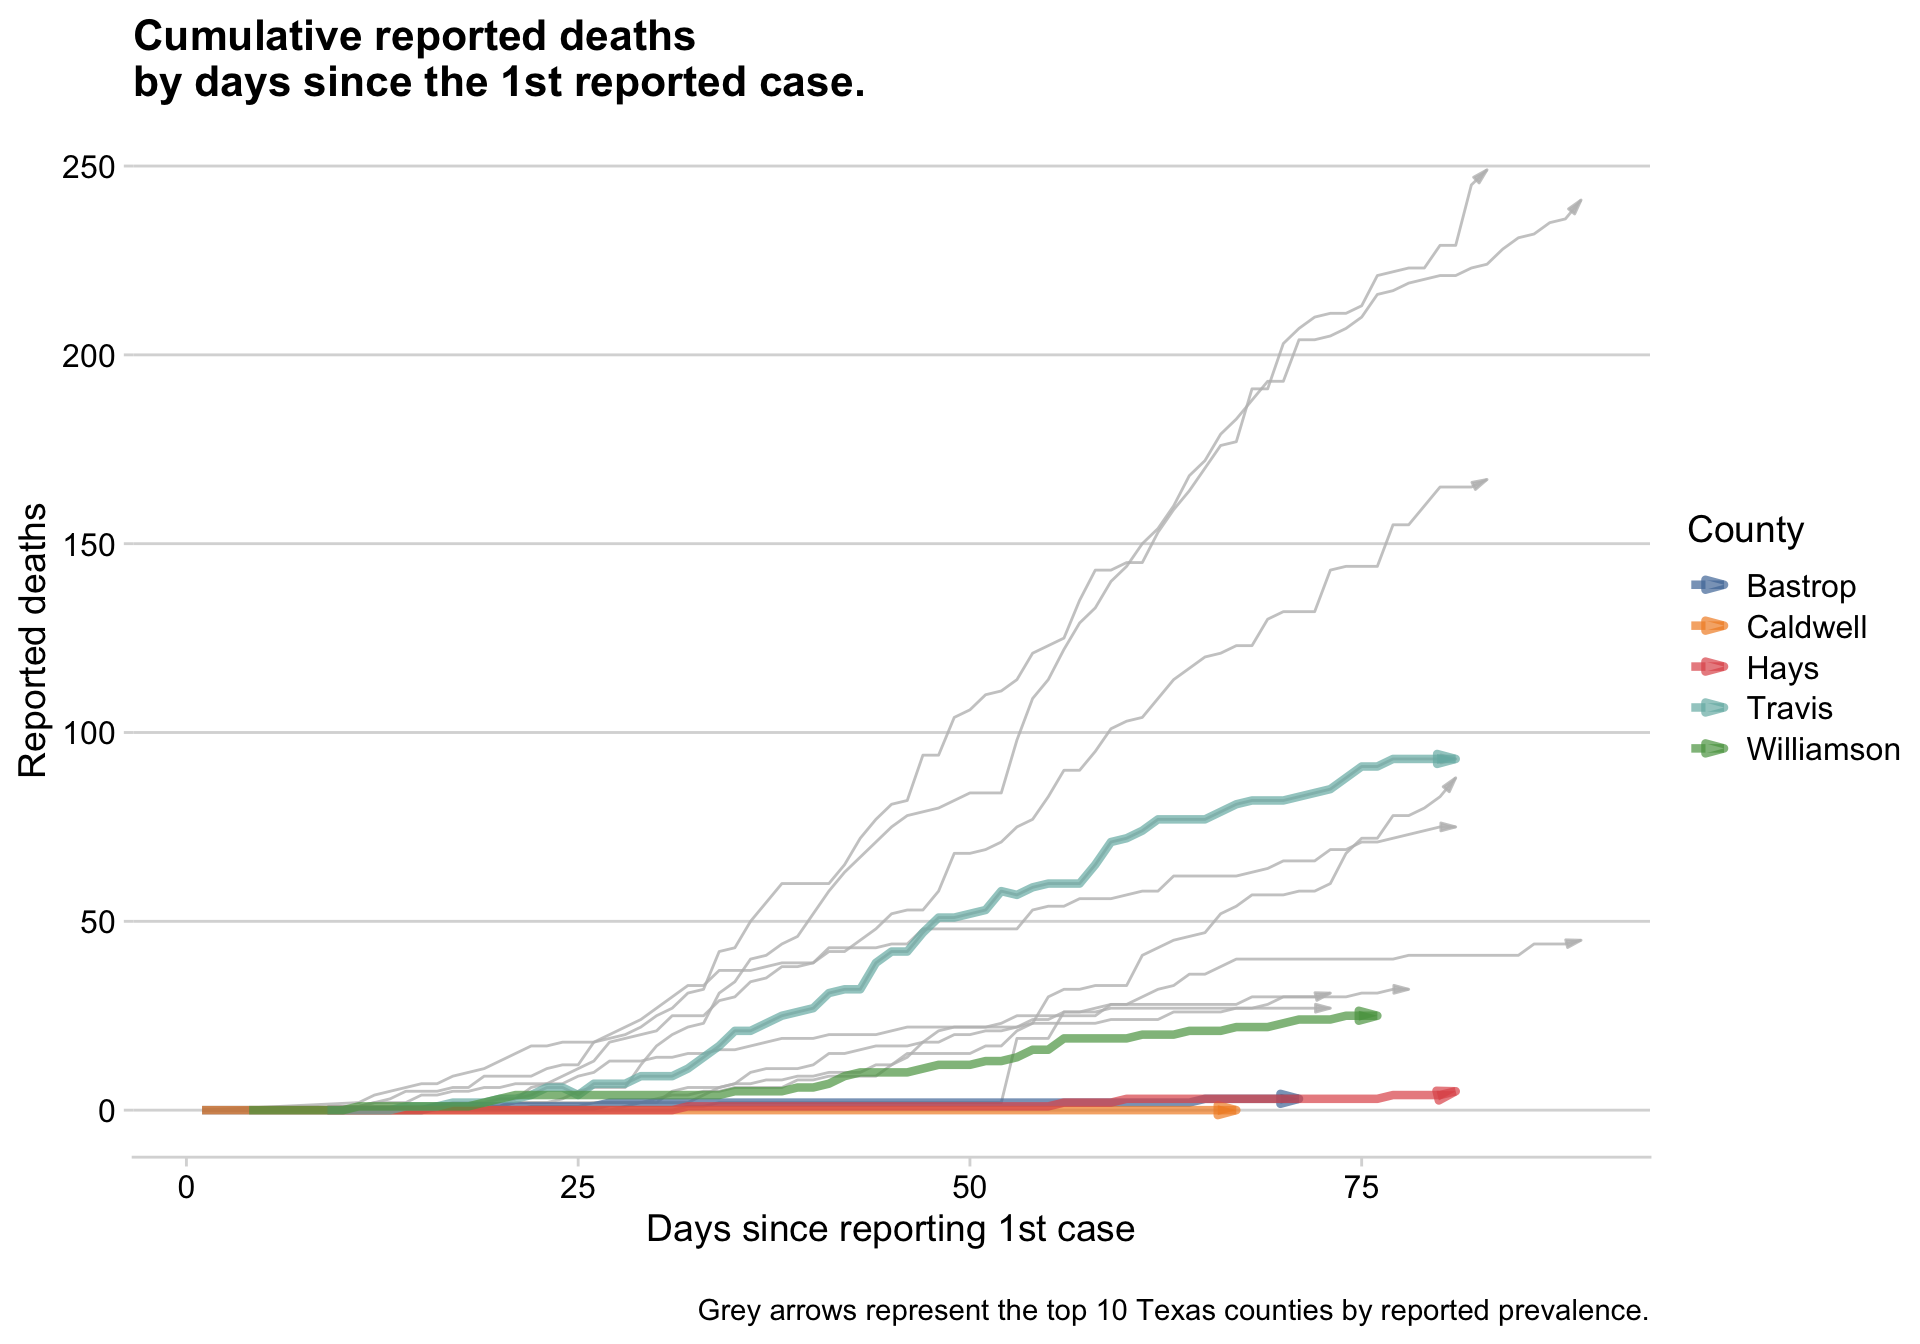 Cumulative reported deaths
by days since the 1st reported case.
250
200
150
100
50
0
Reported deaths
0 25 50 75
Days since reporting 1st case
County
Bastrop
Caldwell
Hays
Travis
Williamson
Grey arrows represent the top 10 Texas counties by reported prevalence.